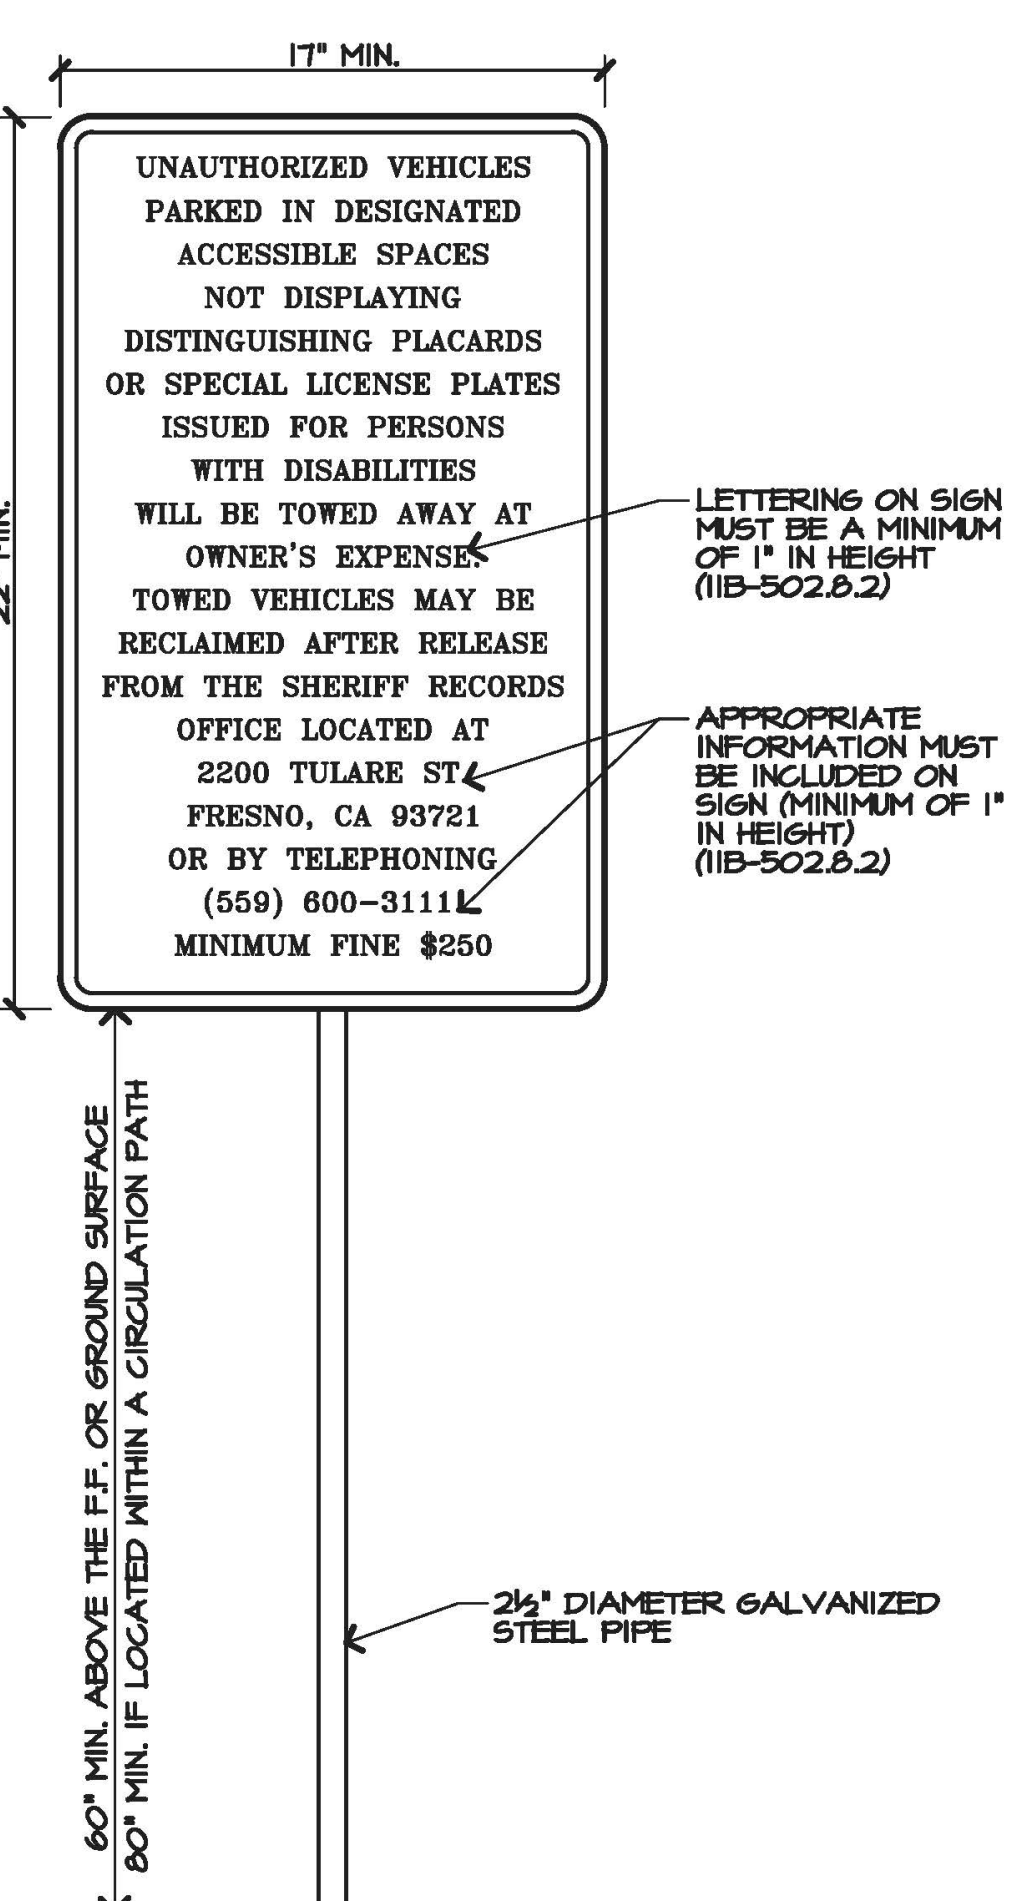 17" MIN.
UNAUTHORIZED VEHICLES
PARKED IN DESIGNATED
ACCESSIBLE SPACES
NOT DISPLAYING
DISTINGUISHING PLACARDS
OR SPECIAL LICENSE PLATES
ISSUED FOR PERSONS
WITH DISABILITIES
WILL BE TOWED AWAY AT
OWNER'S EXPENSE.
TOWED VEHICLES MAY BE
RECLAIMED AFTER RELEASE
FROM THE SHERIFF RECORDS
OFFICE LOCATED AT
2200 TULARE ST.
FRESNO, CA 93721
OR BY TELEPHONING
(559) 600-3111
MINIMUM FINE $250
22" MIN.
LETTERING ON SIGN
MUST BE A MINIMUM
OF 1" IN HEIGHT
(11B-502.8.2)
APPROPRIATE
INFORMATION MUST
BE INCLUDED ON
SIGN (MINIMUM OF 1"
IN HEIGHT)
(11B-502.8.2)
60" MIN. ABOVE THE F.F. OR GROUND SURFACE
80" MIN. IF LOCATED WITHIN A CIRCULATION PATH
2½" DIAMETER GALVANIZED
STEEL PIPE